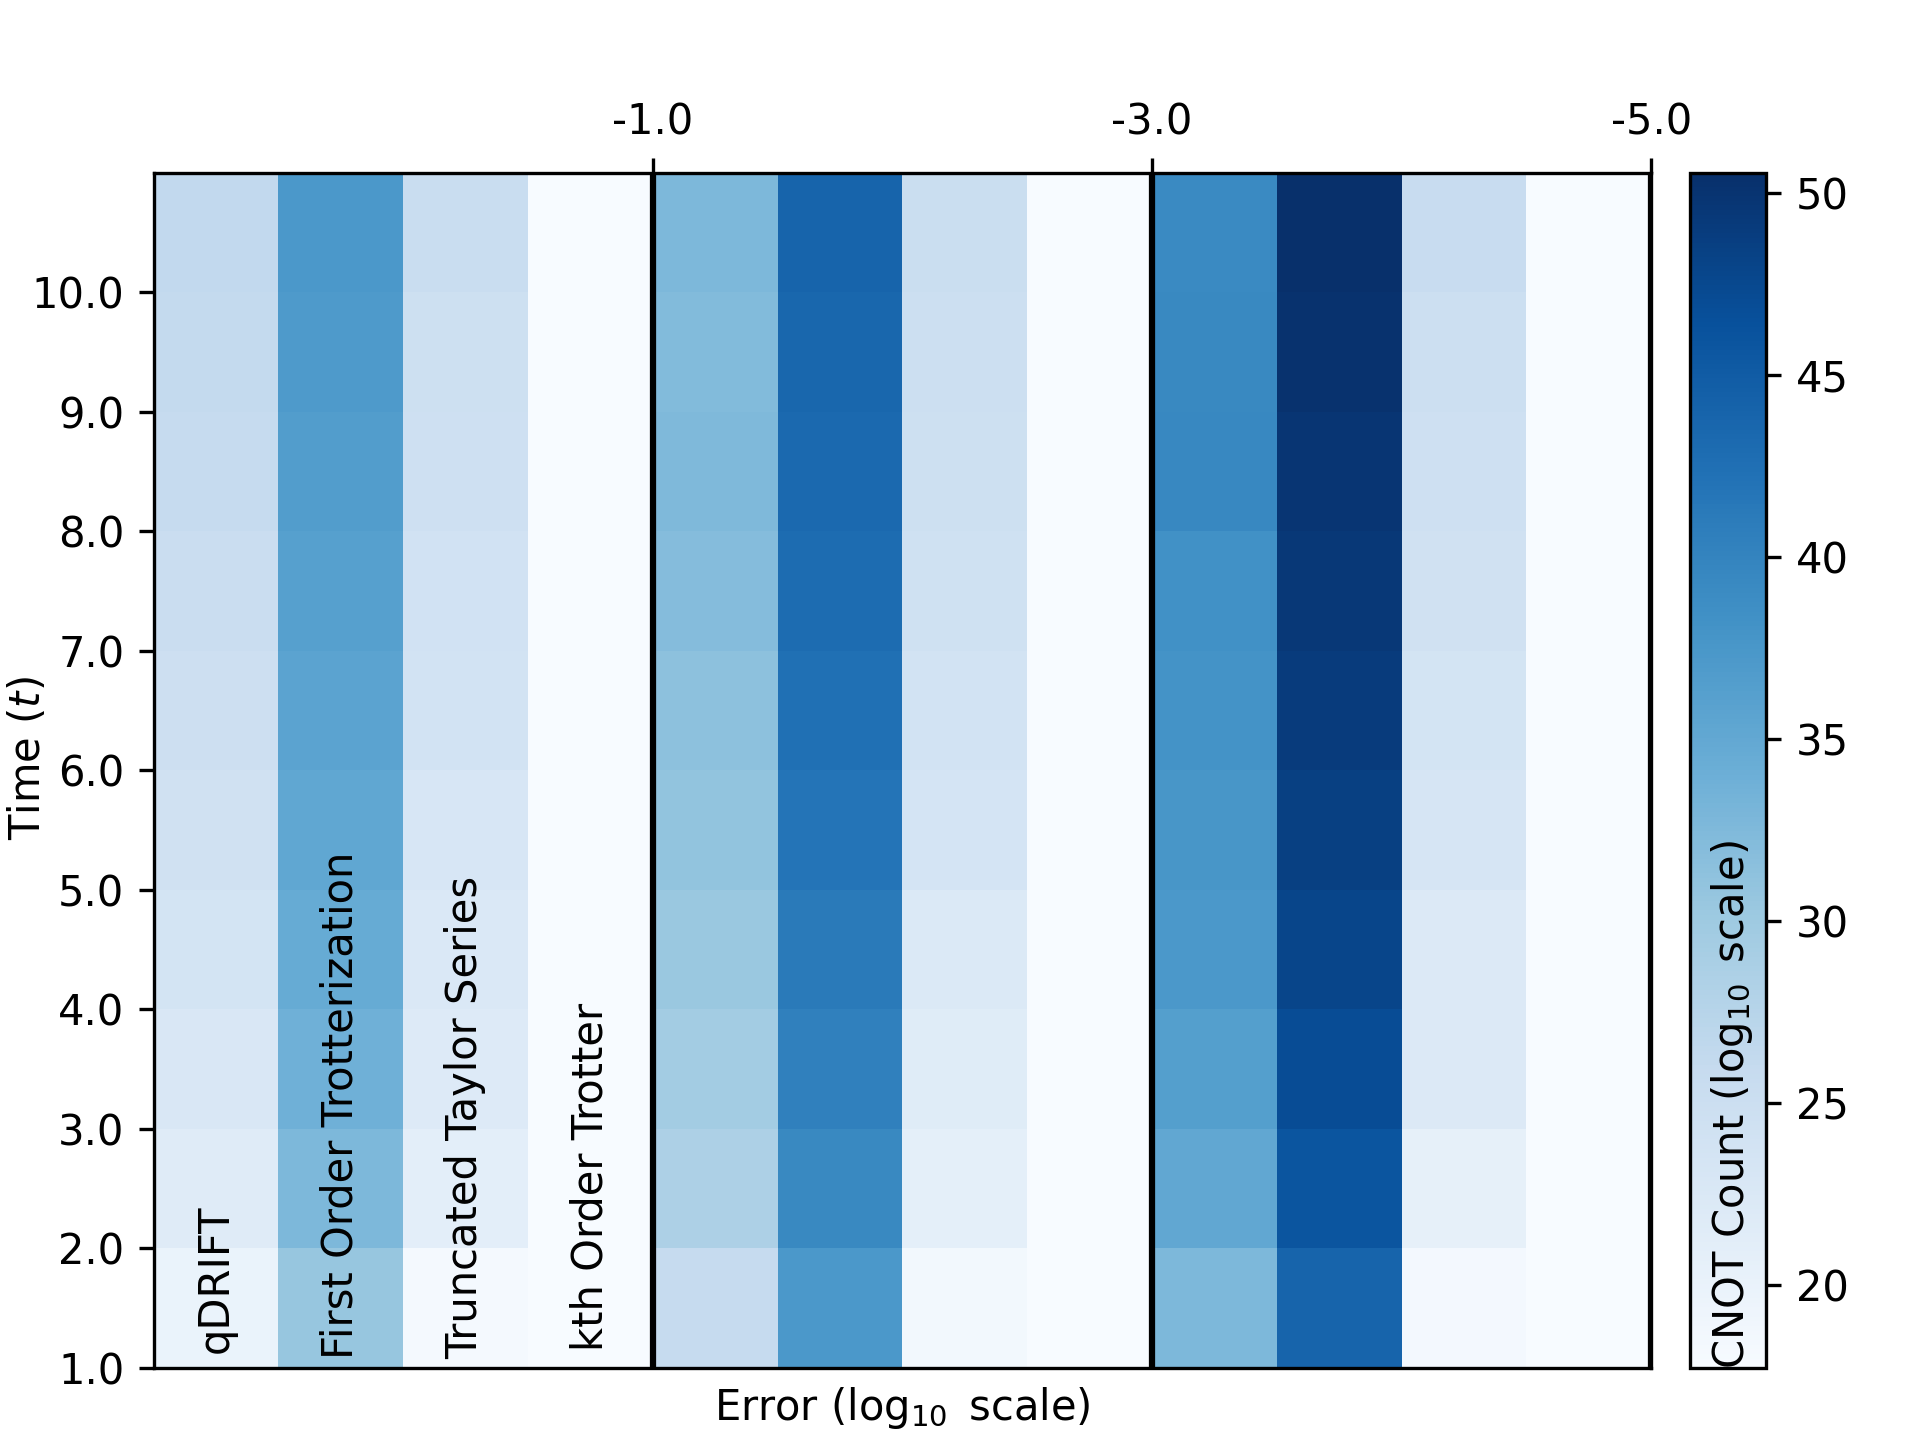 -1.0
-3.0
-5.0
10.0
9.0
8.0
7.0
6.0
5.0
4.0
3.0
2.0
1.0
Time (t)
qDRIFT
First Order Trotterization
Truncated Taylor Series
kth Order Trotter
Error (log₁₀ scale)
50
45
40
35
30
25
20
CNOT Count (log₁₀ scale)